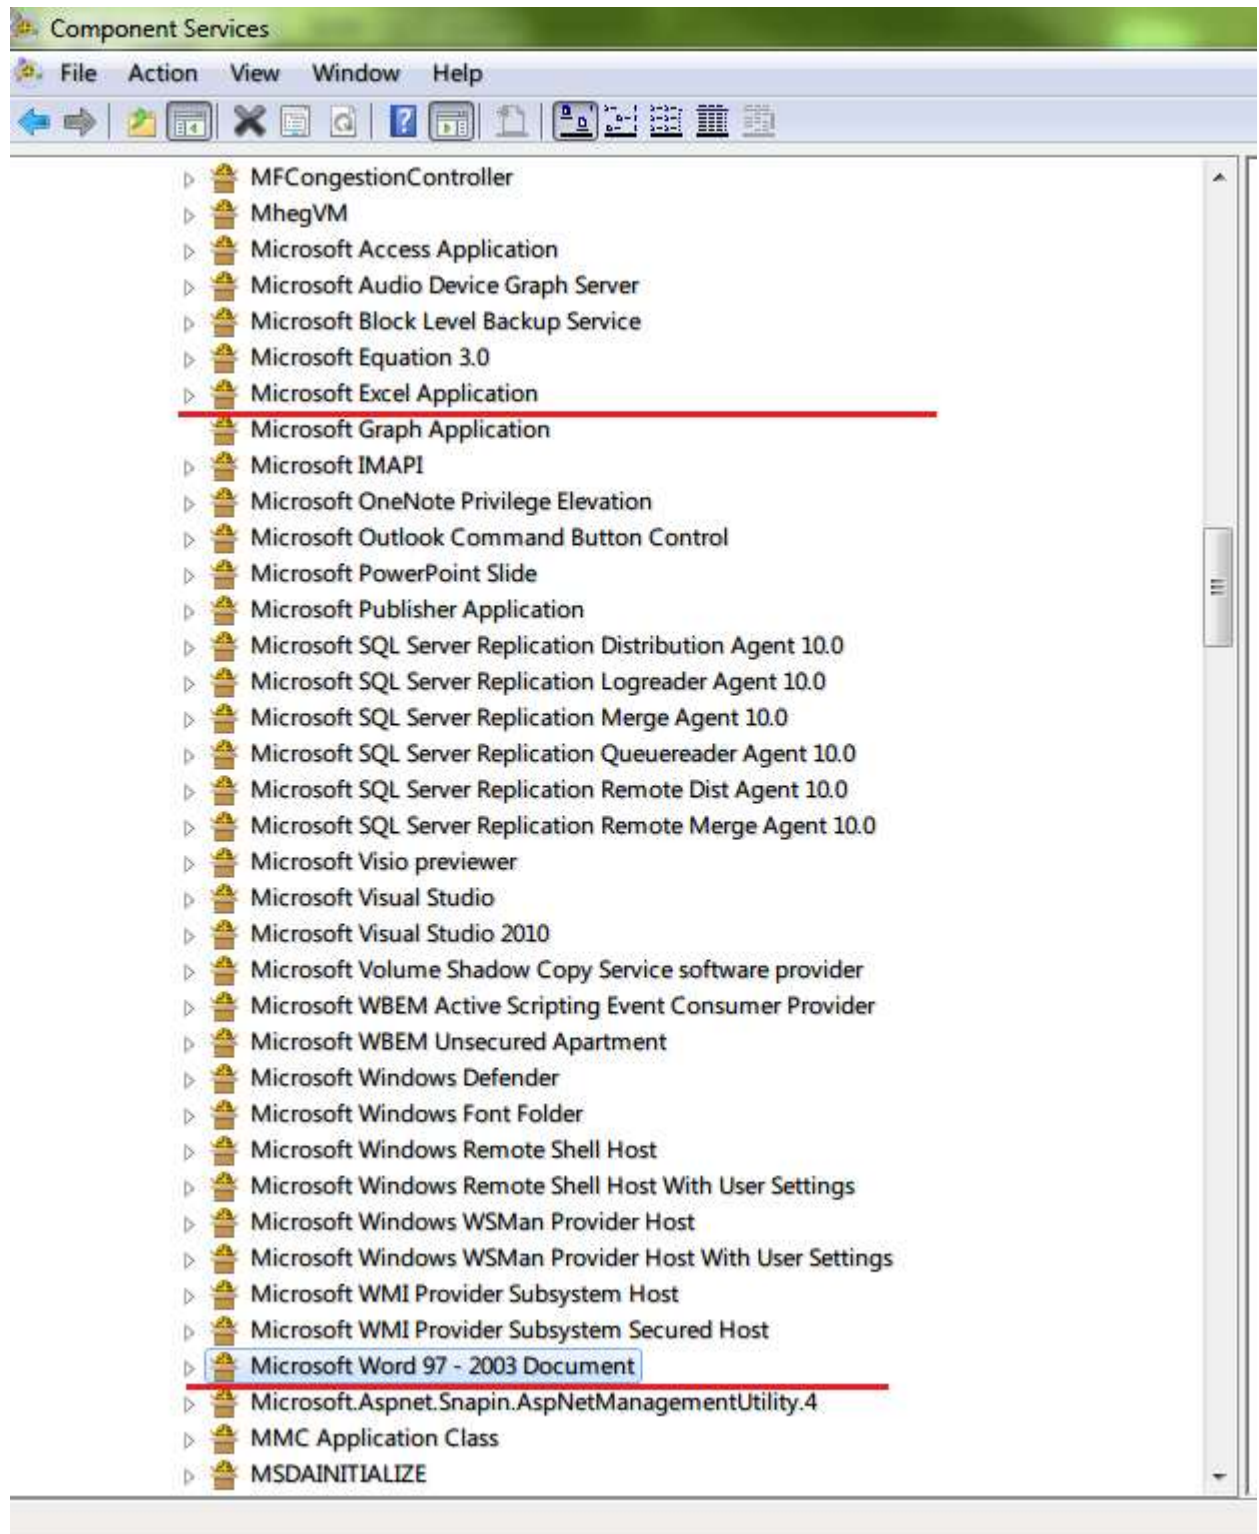 Component Services
File Action View Window Help
MFCongestionController
MhegVM
Microsoft Access Application
Microsoft Audio Device Graph Server
Microsoft Block Level Backup Service
Microsoft Equation 3.0
Microsoft Excel Application
Microsoft Graph Application
Microsoft IMAPI
Microsoft OneNote Privilege Elevation
Microsoft Outlook Command Button Control
Microsoft PowerPoint Slide
Microsoft Publisher Application
Microsoft SQL Server Replication Distribution Agent 10.0
Microsoft SQL Server Replication Logreader Agent 10.0
Microsoft SQL Server Replication Merge Agent 10.0
Microsoft SQL Server Replication Queuereader Agent 10.0
Microsoft SQL Server Replication Remote Dist Agent 10.0
Microsoft SQL Server Replication Remote Merge Agent 10.0
Microsoft Visio previewer
Microsoft Visual Studio
Microsoft Visual Studio 2010
Microsoft Volume Shadow Copy Service software provider
Microsoft WBEM Active Scripting Event Consumer Provider
Microsoft WBEM Unsecured Apartment
Microsoft Windows Defender
Microsoft Windows Font Folder
Microsoft Windows Remote Shell Host
Microsoft Windows Remote Shell Host With User Settings
Microsoft Windows WSMan Provider Host
Microsoft Windows WSMan Provider Host With User Settings
Microsoft WMI Provider Subsystem Host
Microsoft WMI Provider Subsystem Secured Host
Microsoft Word 97 - 2003 Document
Microsoft.Aspnet.Snapin.AspNetManagementUtility.4
MMC Application Class
MSDAINITIALIZE